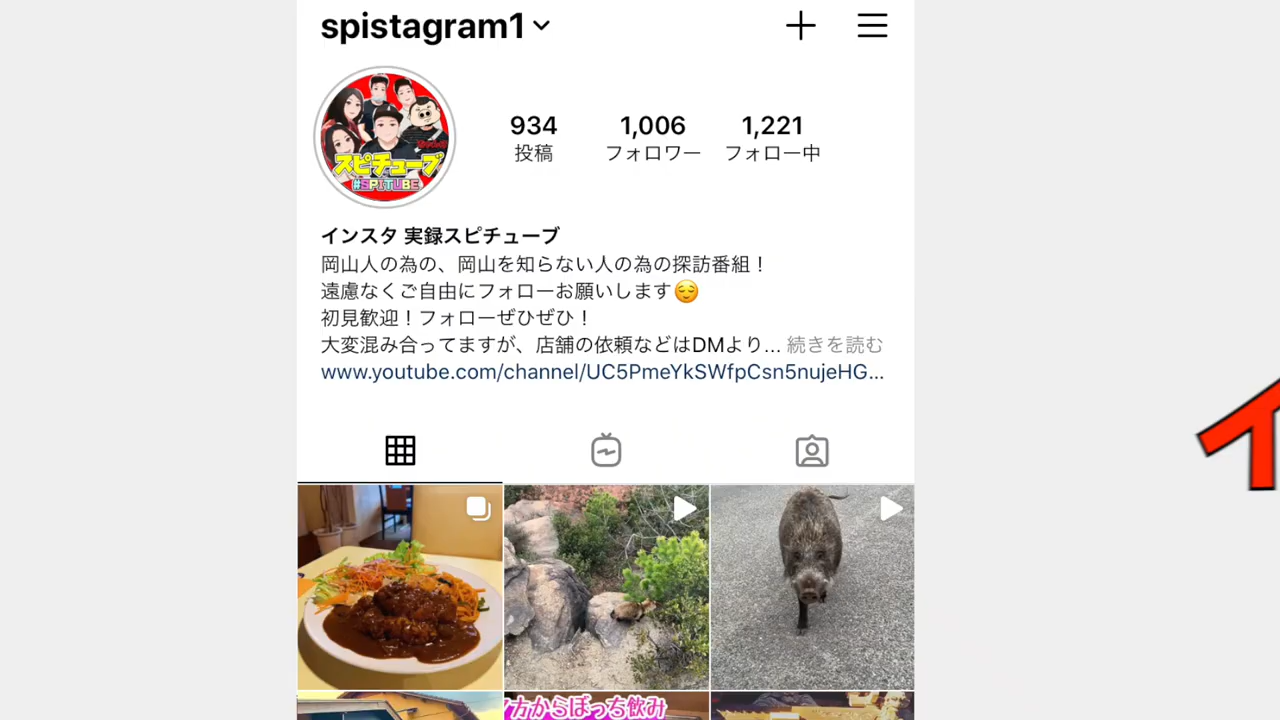 spistagram1
スピチューブ
#SPITUBE
934
投稿
1,006
フォロワー
1,221
フォロー中
インスタ 実録スピチューブ
岡山人の為の、岡山を知らない人の為の探訪番組！
遠慮なくご自由にフォローお願いします😌
初見歓迎！フォローぜひぜひ！
大変混み合ってますが、店舗の依頼などはDMより... 続きを読む
www.youtube.com/channel/UC5PmeYkSWfpCsn5nujeHG...
イ
方からぼっち飲み